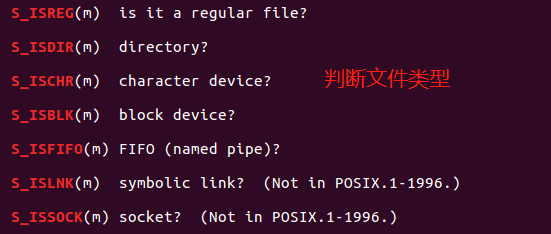 S_ISREG(m)  is it a regular file?
S_ISDIR(m)  directory?
S_ISCHR(m)  character device?  判断文件类型
S_ISBLK(m)  block device?
S_ISFIFO(m) FIFO (named pipe)?
S_ISLNK(m)  symbolic link?  (Not in POSIX.1-1996.)
S_ISSOCK(m) socket?  (Not in POSIX.1-1996.)